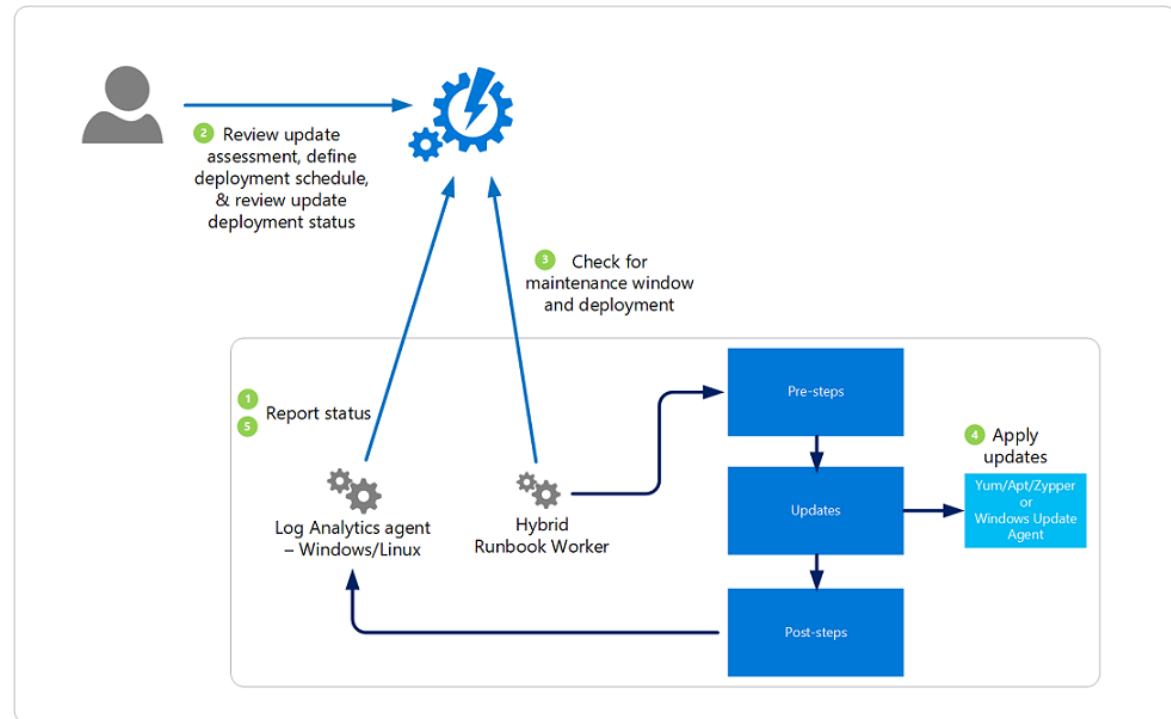 2 Review update
assessment, define
deployment schedule,
& review update
deployment status
3 Check for
maintenance window
and deployment
1
5
Report status
Log Analytics agent
– Windows/Linux
Hybrid
Runbook Worker
Pre-steps
Updates
Post-steps
4 Apply
updates
Yum/Apt/Zypper
or
Windows Update
Agent